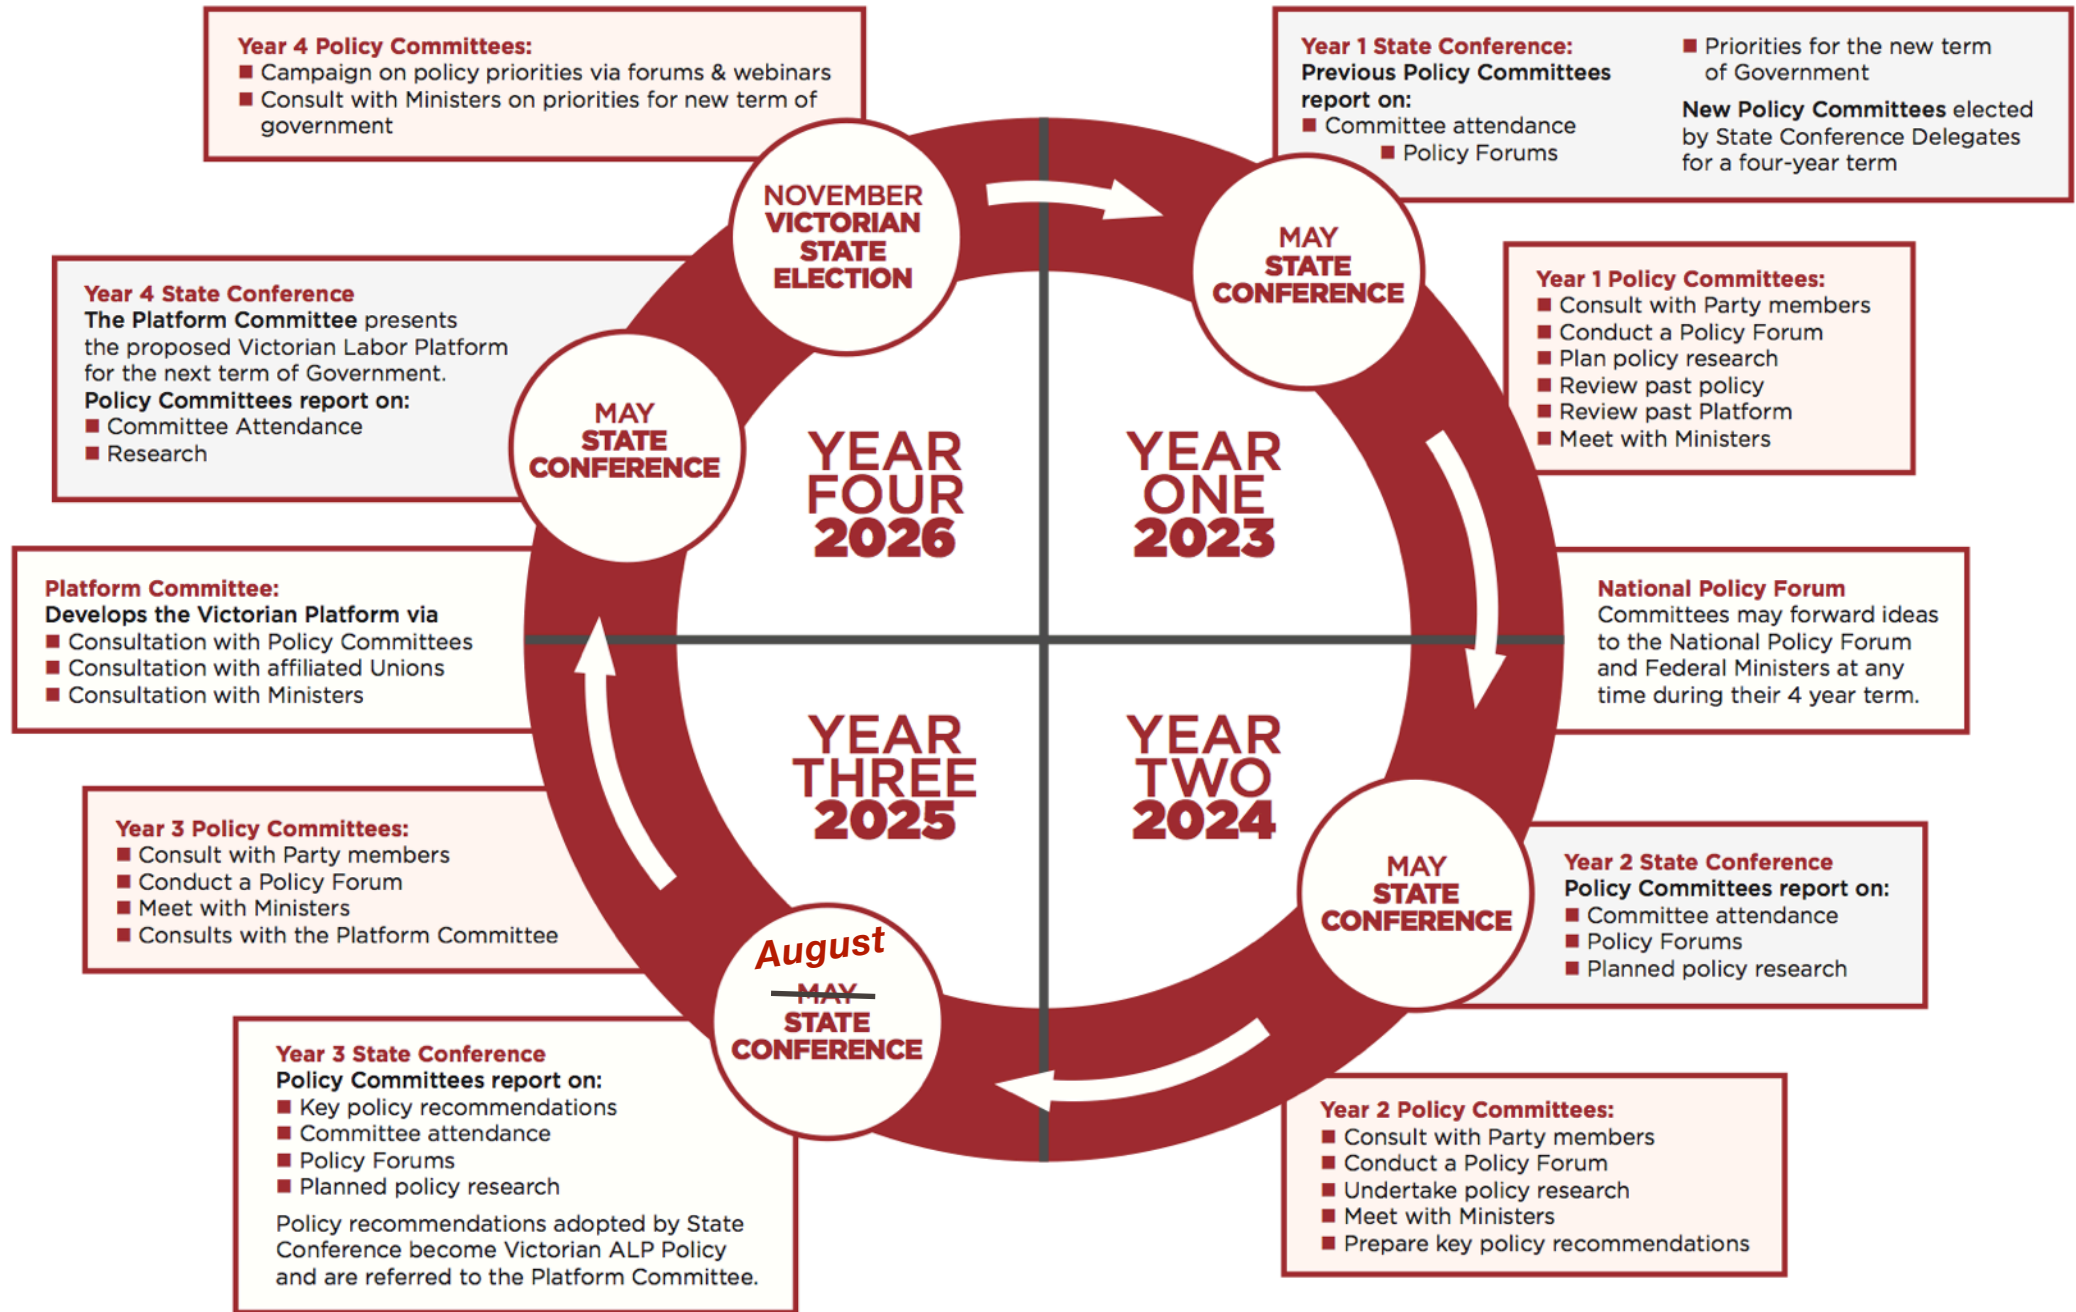 Year 4 Policy Committees:
■ Campaign on policy priorities via forums & webinars
■ Consult with Ministers on priorities for new term of
government
Year 1 State Conference:
Previous Policy Committees
report on:
■ Committee attendance
■ Policy Forums
■ Priorities for the new term
of Government
New Policy Committees elected
by State Conference Delegates
for a four-year term
NOVEMBER
VICTORIAN
STATE
ELECTION
MAY
STATE
CONFERENCE
Year 1 Policy Committees:
■ Consult with Party members
■ Conduct a Policy Forum
■ Plan policy research
■ Review past policy
■ Review past Platform
■ Meet with Ministers
Year 4 State Conference
The Platform Committee presents
the proposed Victorian Labor Platform
for the next term of Government.
Policy Committees report on:
■ Committee Attendance
■ Research
MAY
STATE
CONFERENCE
YEAR
FOUR
2026
YEAR
ONE
2023
Platform Committee:
Develops the Victorian Platform via
■ Consultation with Policy Committees
■ Consultation with affiliated Unions
■ Consultation with Ministers
National Policy Forum
Committees may forward ideas
to the National Policy Forum
and Federal Ministers at any
time during their 4 year term.
YEAR
THREE
2025
YEAR
TWO
2024
Year 3 Policy Committees:
■ Consult with Party members
■ Conduct a Policy Forum
■ Meet with Ministers
■ Consults with the Platform Committee
MAY
STATE
CONFERENCE
Year 2 State Conference
Policy Committees report on:
■ Committee attendance
■ Policy Forums
■ Planned policy research
August
MAY
STATE
CONFERENCE
Year 3 State Conference
Policy Committees report on:
■ Key policy recommendations
■ Committee attendance
■ Policy Forums
■ Planned policy research
Policy recommendations adopted by State
Conference become Victorian ALP Policy
and are referred to the Platform Committee.
Year 2 Policy Committees:
■ Consult with Party members
■ Conduct a Policy Forum
■ Undertake policy research
■ Meet with Ministers
■ Prepare key policy recommendations